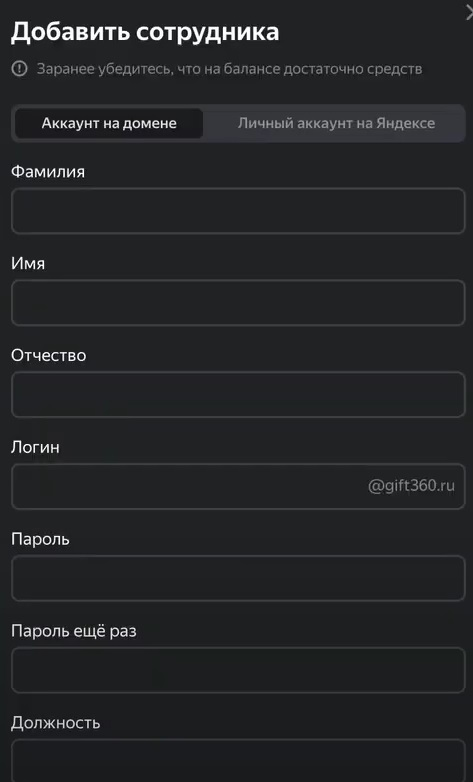 Добавить сотрудника
Заранее убедитесь, что на балансе достаточно средств
Аккаунт на домене
Личный аккаунт на Яндексе
Фамилия
Имя
Отчество
Логин
@gift360.ru
Пароль
Пароль ещё раз
Должность